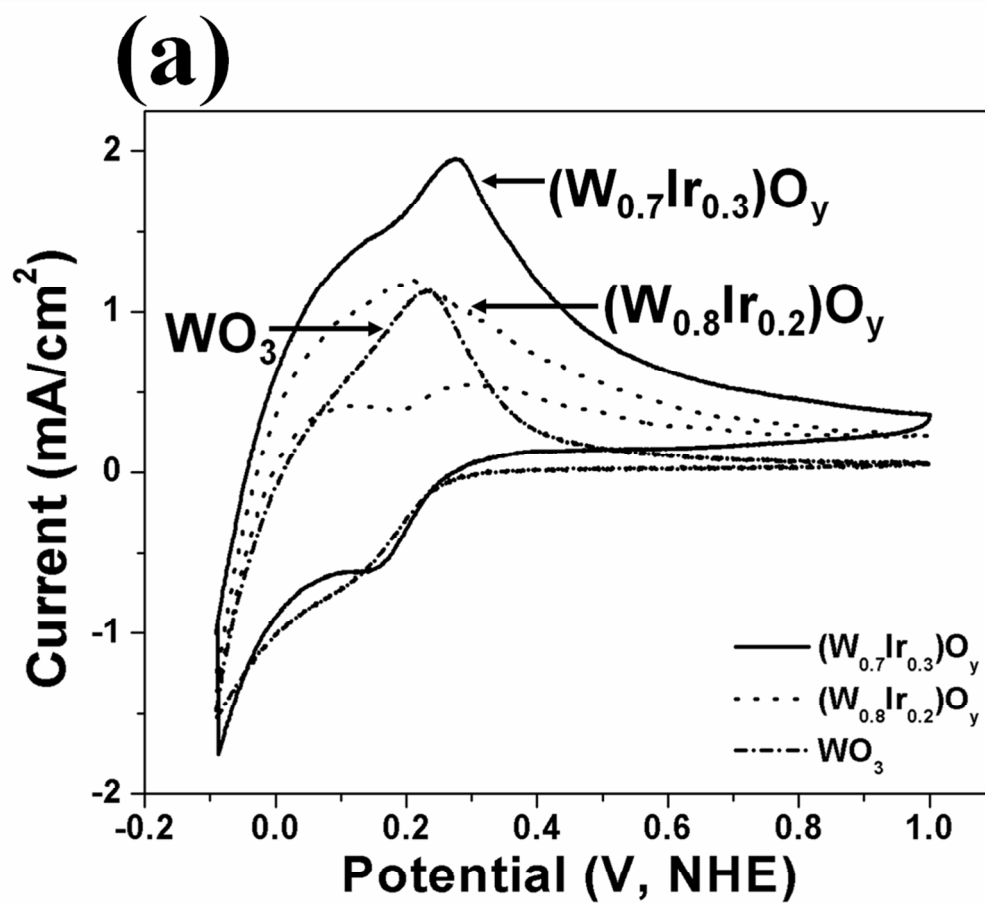 (a)
2
1
0
-1
-2
Current (mA/cm²)
(W₀.₇Ir₀.₃)Oy
(W₀.₈Ir₀.₂)Oy
WO₃
(W₀.₇Ir₀.₃)Oy
(W₀.₈Ir₀.₂)Oy
WO₃
-0.2 0.0 0.2 0.4 0.6 0.8 1.0
Potential (V, NHE)